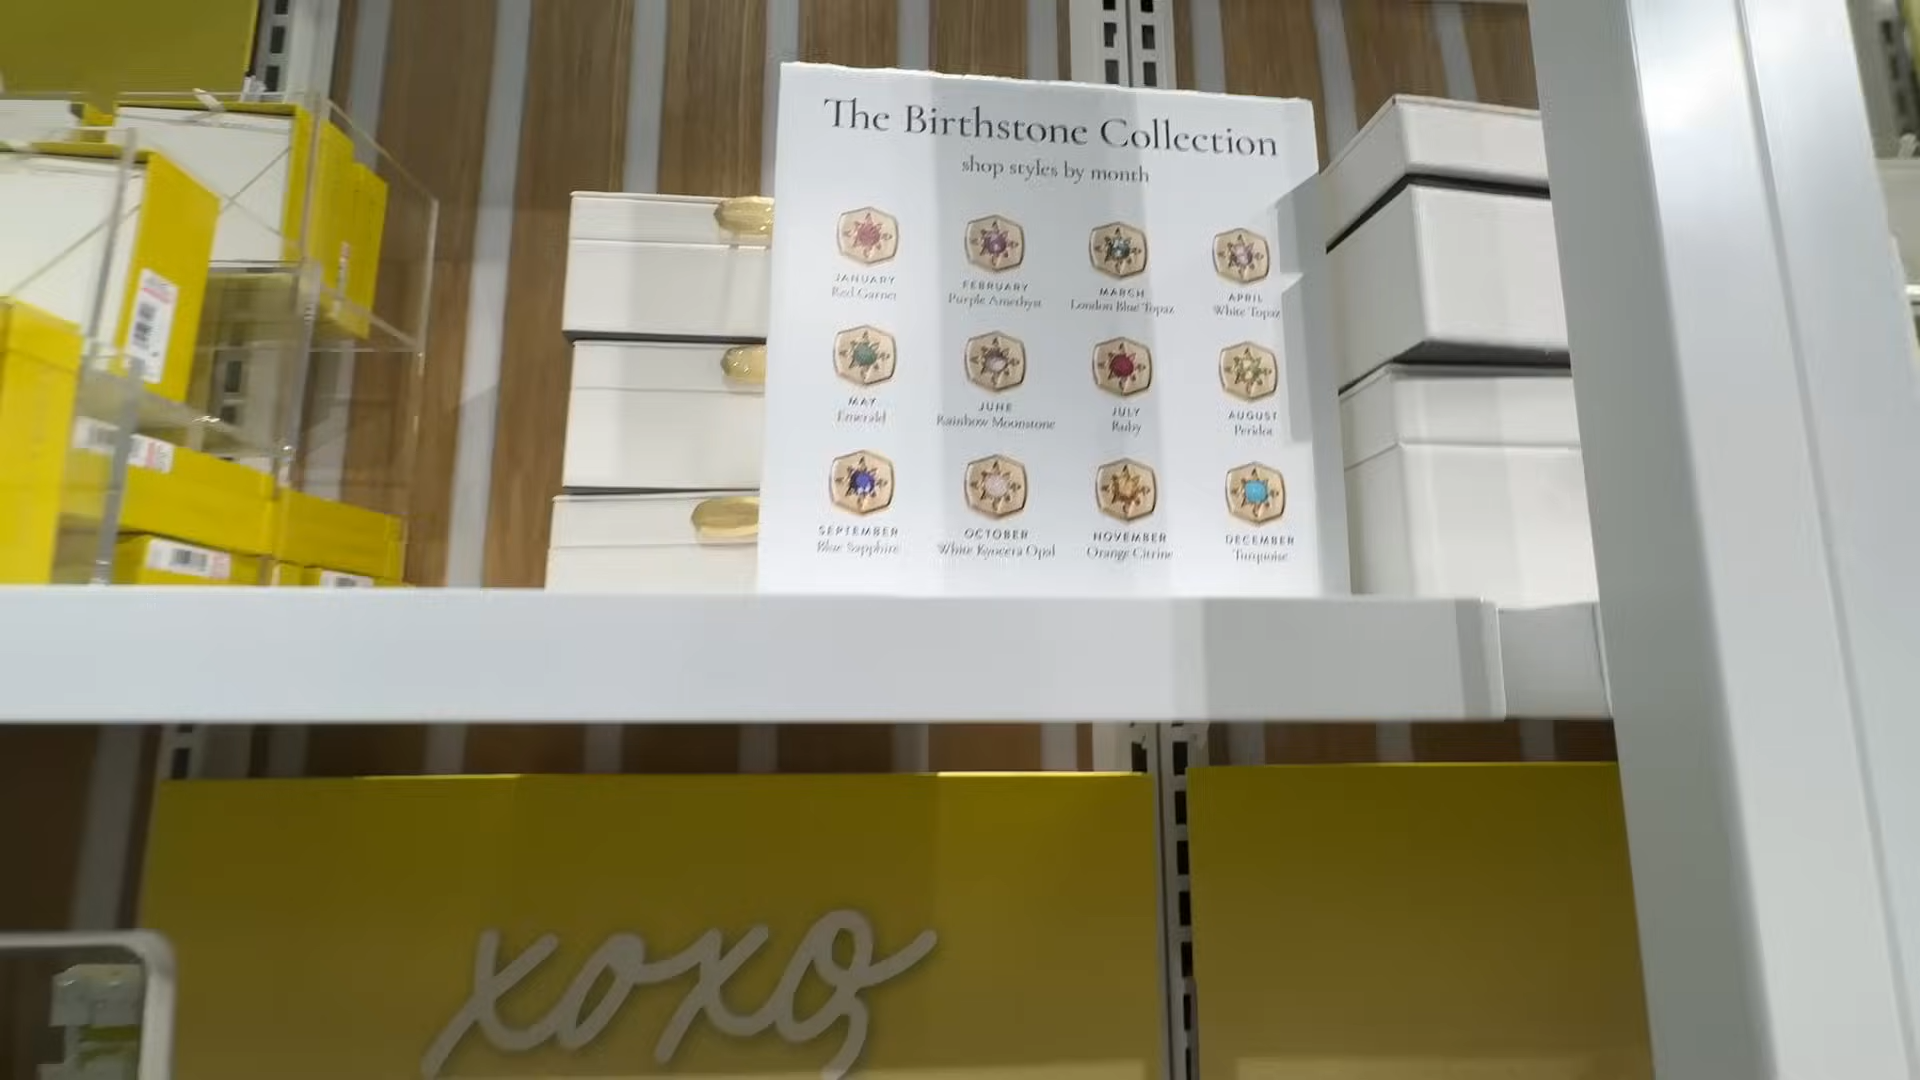 The Birthstone Collection
shop styles by month
JANUARY
Red Garnet
FEBRUARY
Purple Amethyst
MARCH
London Blue Topaz
APRIL
White Topaz
MAY
Emerald
JUNE
Rainbow Moonstone
JULY
Ruby
AUGUST
Peridot
SEPTEMBER
Blue Sapphire
OCTOBER
White Kyocera Opal
NOVEMBER
Orange Citrine
DECEMBER
Turquoise
xoxo